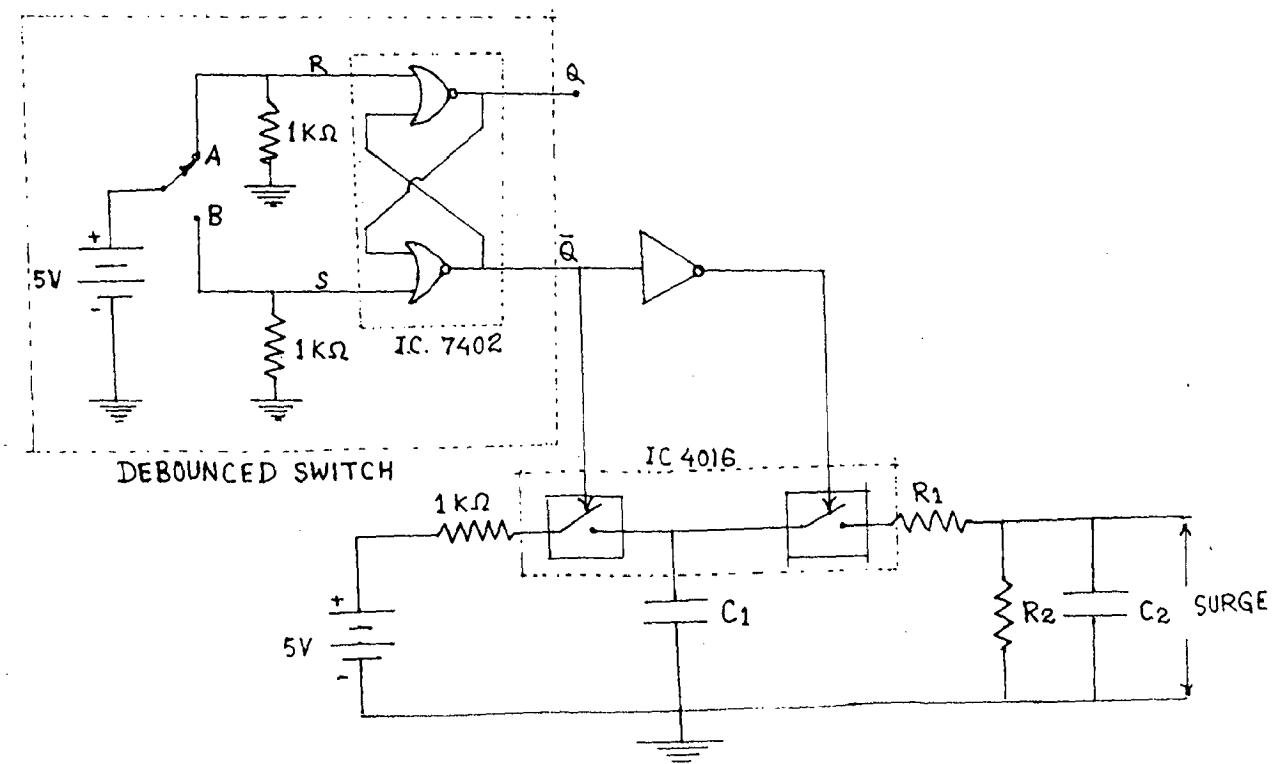 R
Q
1KΩ
A
B
+
5V
-
S
Q̄
1KΩ
I.C. 7402
DEBOUNCED SWITCH
IC 4016
1KΩ
R1
+
5V
-
C1
R2
C2
SURGE